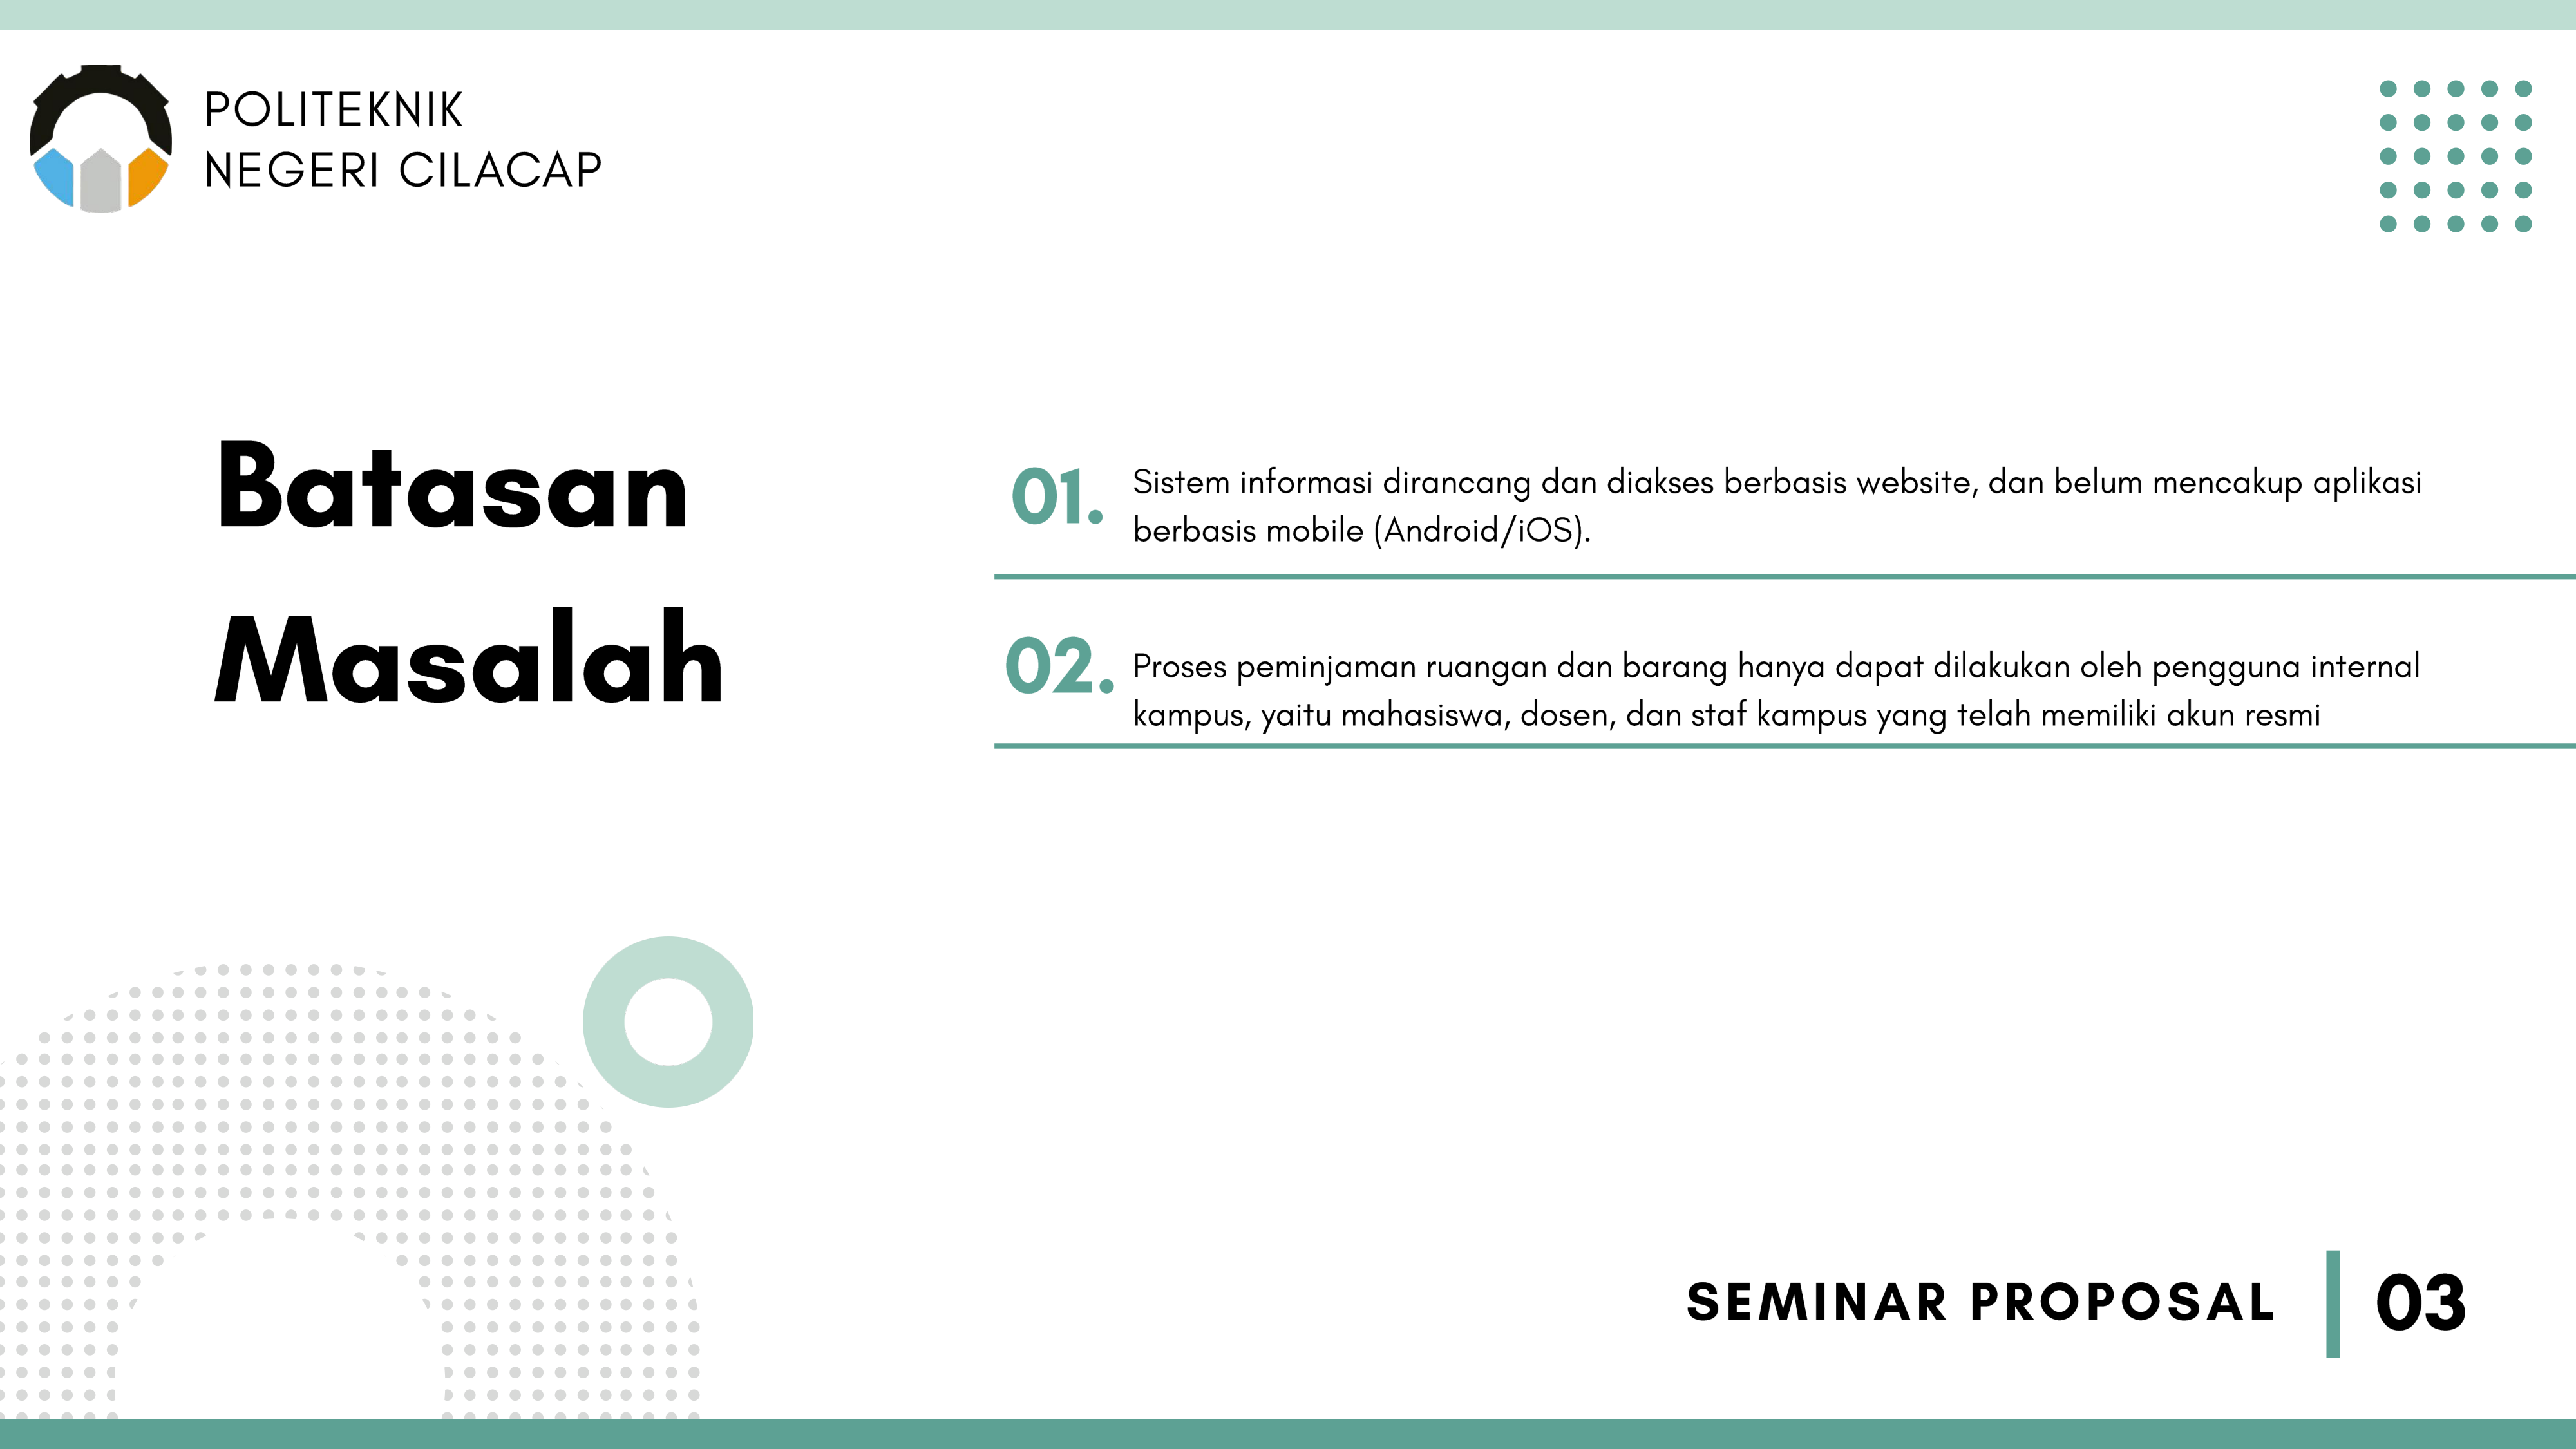 POLITEKNIK
NEGERI CILACAP
Batasan
Masalah
01.
Sistem informasi dirancang dan diakses berbasis website, dan belum mencakup aplikasi
berbasis mobile (Android/iOS).
02.
Proses peminjaman ruangan dan barang hanya dapat dilakukan oleh pengguna internal
kampus, yaitu mahasiswa, dosen, dan staf kampus yang telah memiliki akun resmi
SEMINAR PROPOSAL
03